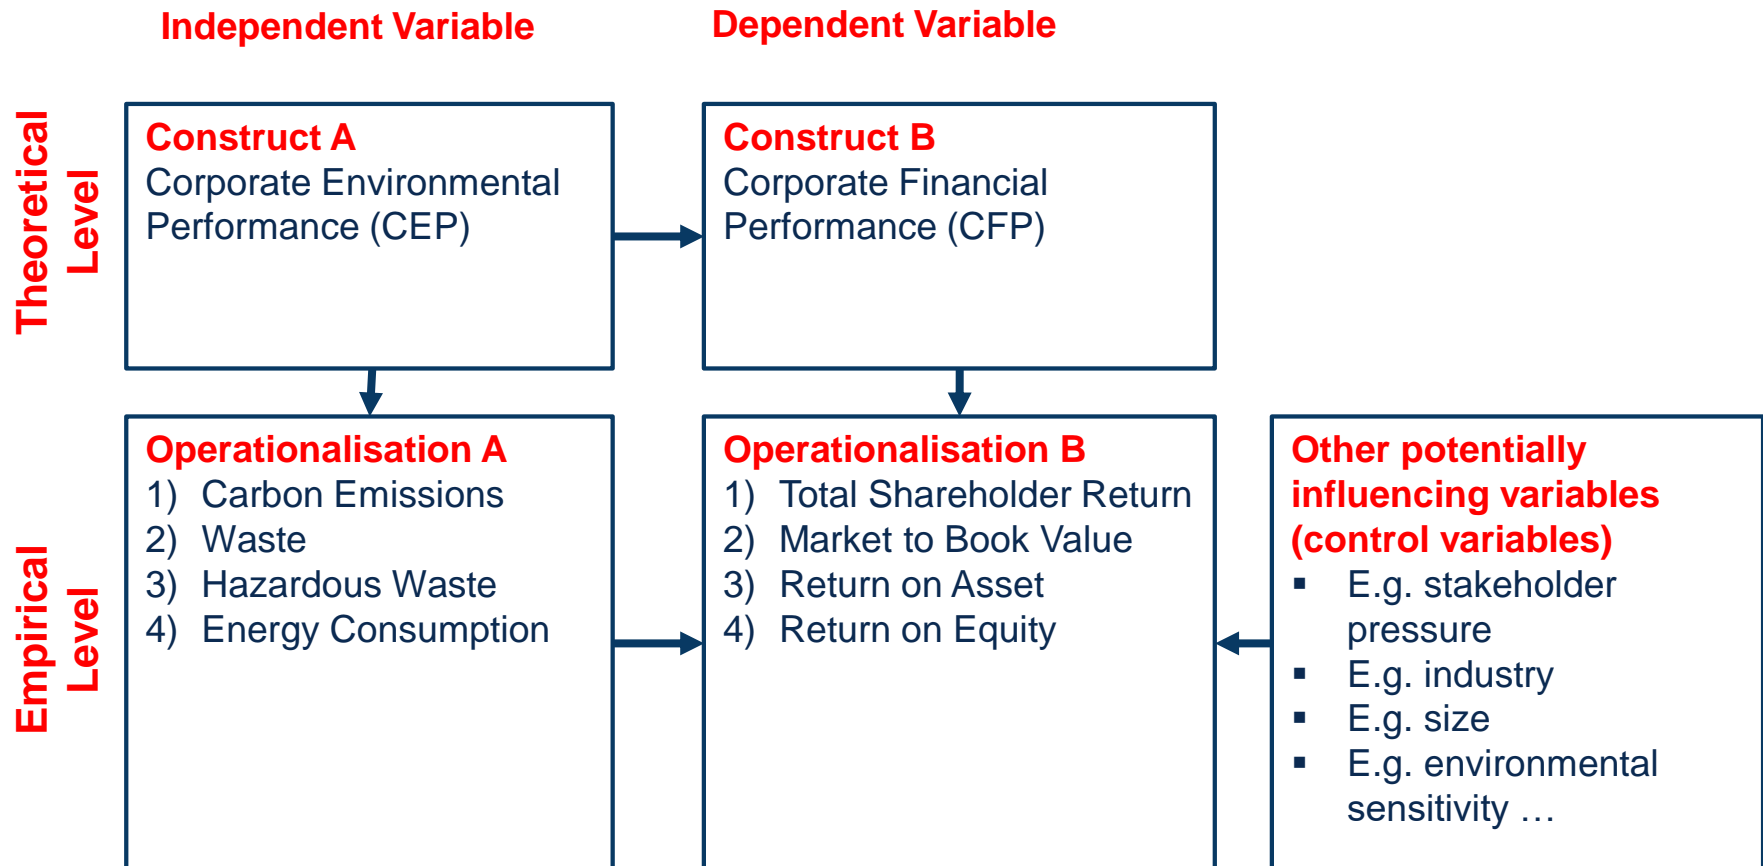 Independent Variable
Dependent Variable
Theoretical
Level
Construct A
Corporate Environmental
Performance (CEP)
Construct B
Corporate Financial
Performance (CFP)
Empirical
Level
Operationalisation A
1) Carbon Emissions
2) Waste
3) Hazardous Waste
4) Energy Consumption
Operationalisation B
1) Total Shareholder Return
2) Market to Book Value
3) Return on Asset
4) Return on Equity
Other potentially
influencing variables
(control variables)
▪ E.g. stakeholder
pressure
▪ E.g. industry
▪ E.g. size
▪ E.g. environmental
sensitivity …